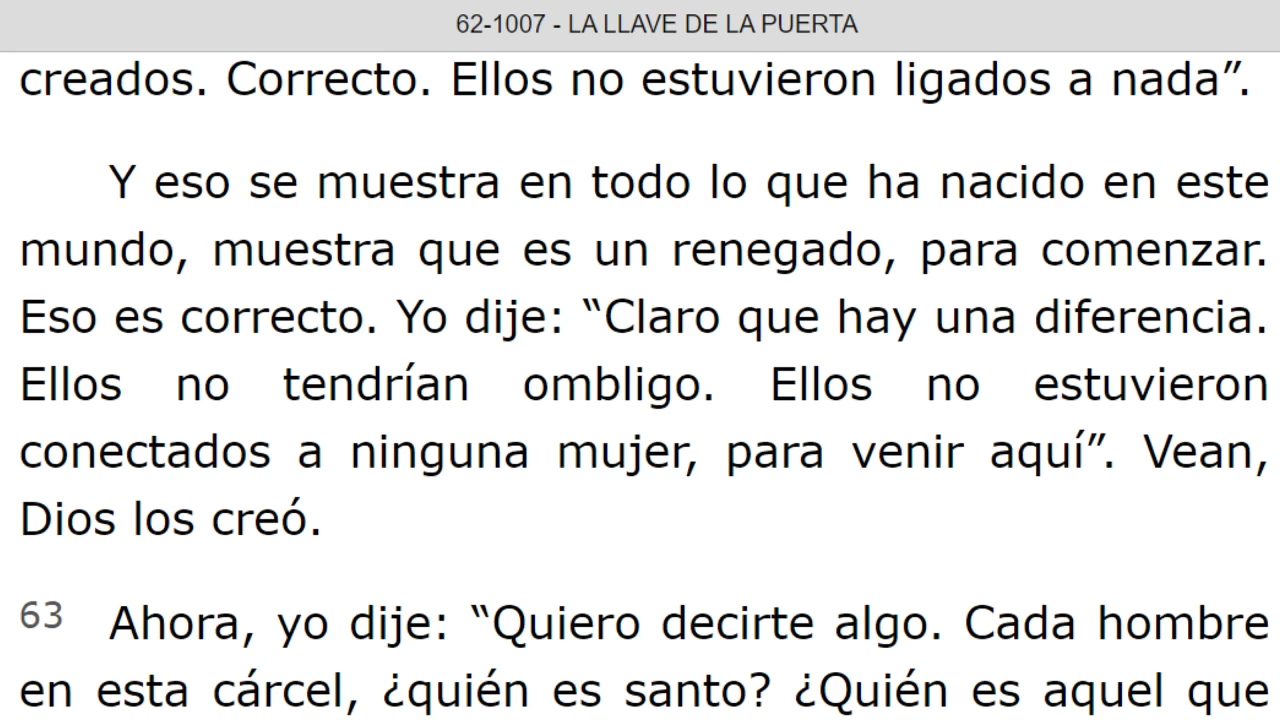 62-1007 - LA LLAVE DE LA PUERTA
creados. Correcto. Ellos no estuvieron ligados a nada”.
Y eso se muestra en todo lo que ha nacido en este
mundo, muestra que es un renegado, para comenzar.
Eso es correcto. Yo dije: “Claro que hay una diferencia.
Ellos no tendrían ombligo. Ellos no estuvieron
conectados a ninguna mujer, para venir aquí”. Vean,
Dios los creó.
63 Ahora, yo dije: “Quiero decirte algo. Cada hombre
en esta cárcel, ¿quién es santo? ¿Quién es aquel que